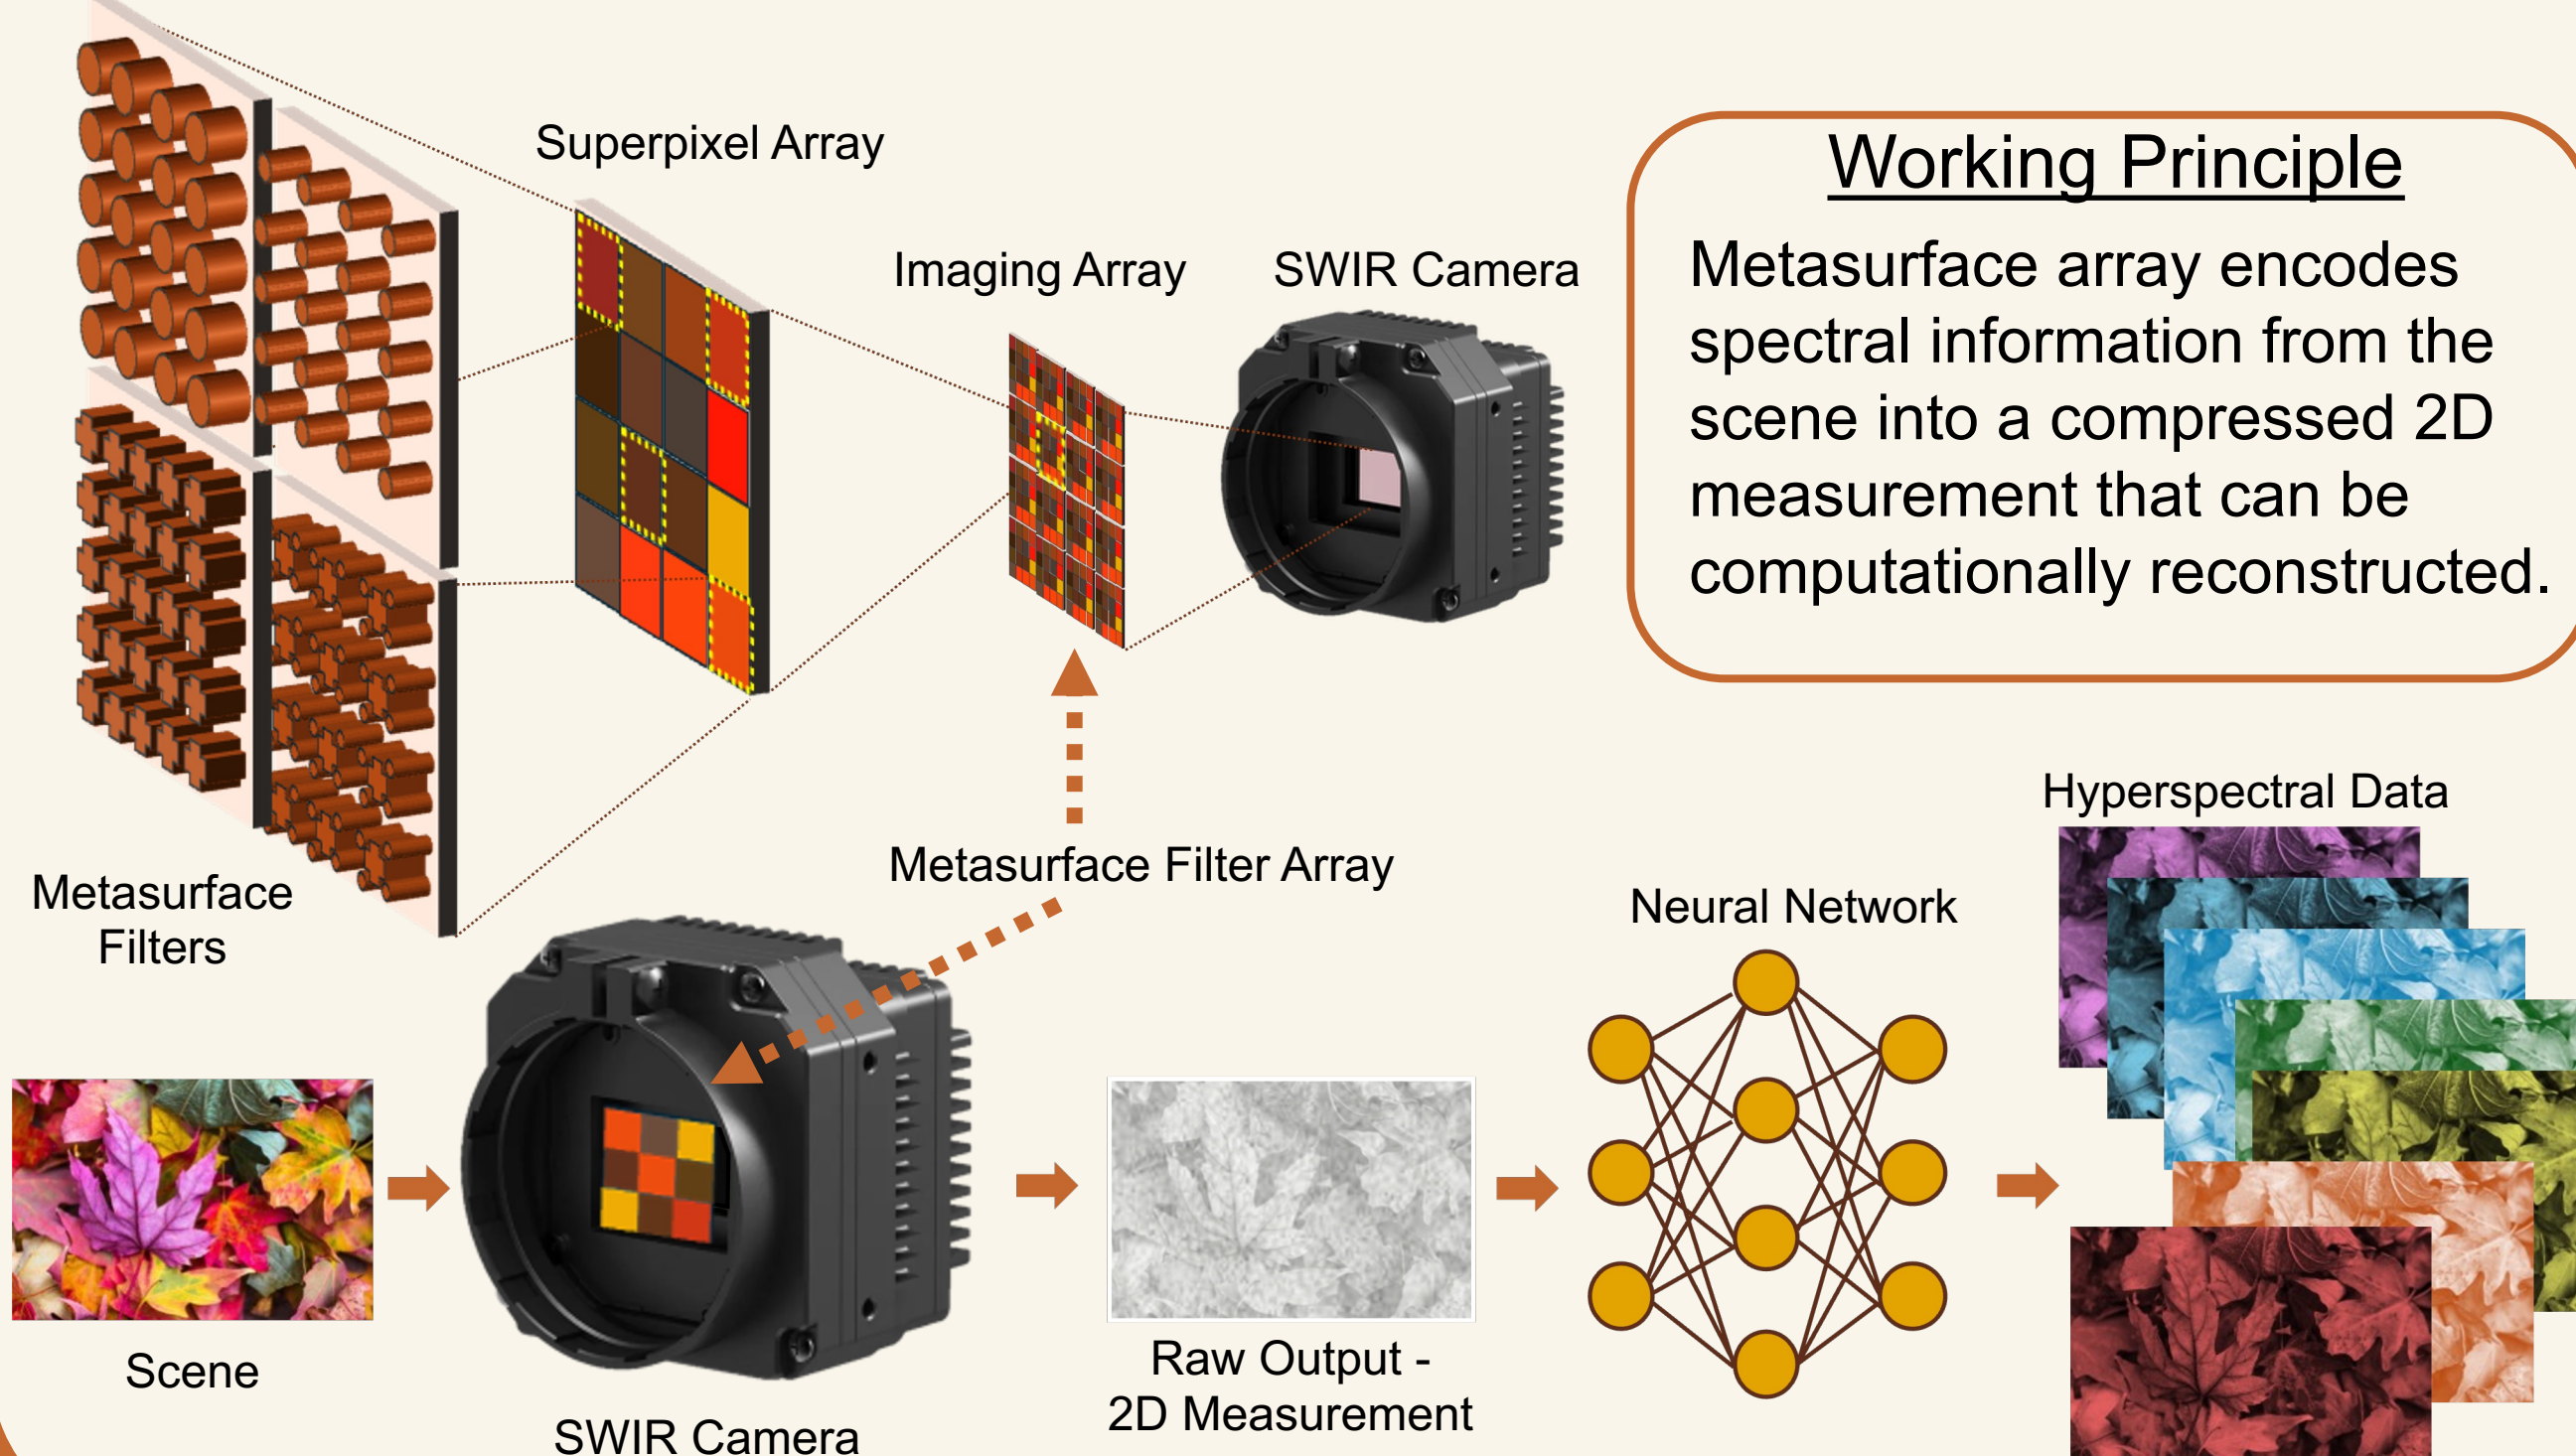 Superpixel Array
Imaging Array
SWIR Camera
Working Principle
Metasurface array encodes
spectral information from the
scene into a compressed 2D
measurement that can be
computationally reconstructed.
Metasurface
Filters
Metasurface Filter Array
Neural Network
Hyperspectral Data
Scene
SWIR Camera
Raw Output -
2D Measurement